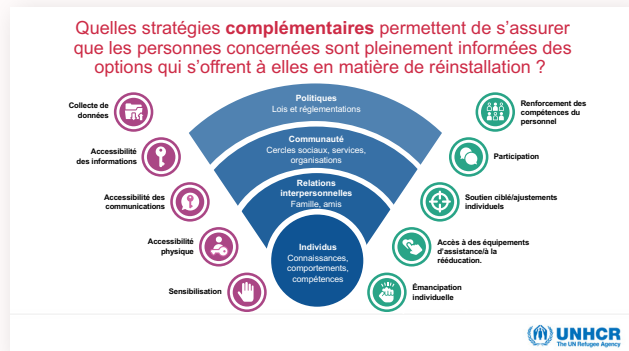 Quelles stratégies complémentaires permettent de s'assurer
que les personnes concernées sont pleinement informées des
options qui s'offrent à elles en matière de réinstallation ?
Collecte de
données
Accessibilité
des informations
Accessibilité des
communications
Accessibilité
physique
Sensibilisation
Politiques
Lois et réglementations
Communauté
Cercles sociaux, services,
organisations
Relations
interpersonnelles
Famille, amis
Individus
Connaissances,
comportements,
compétences
Renforcement des
compétences du
personnel
Participation
Soutien ciblé/ajustements
individuels
Accès à des équipements
d'assistance/à la
rééducation.
Émancipation
individuelle
UNHCR
The UN Refugee Agency